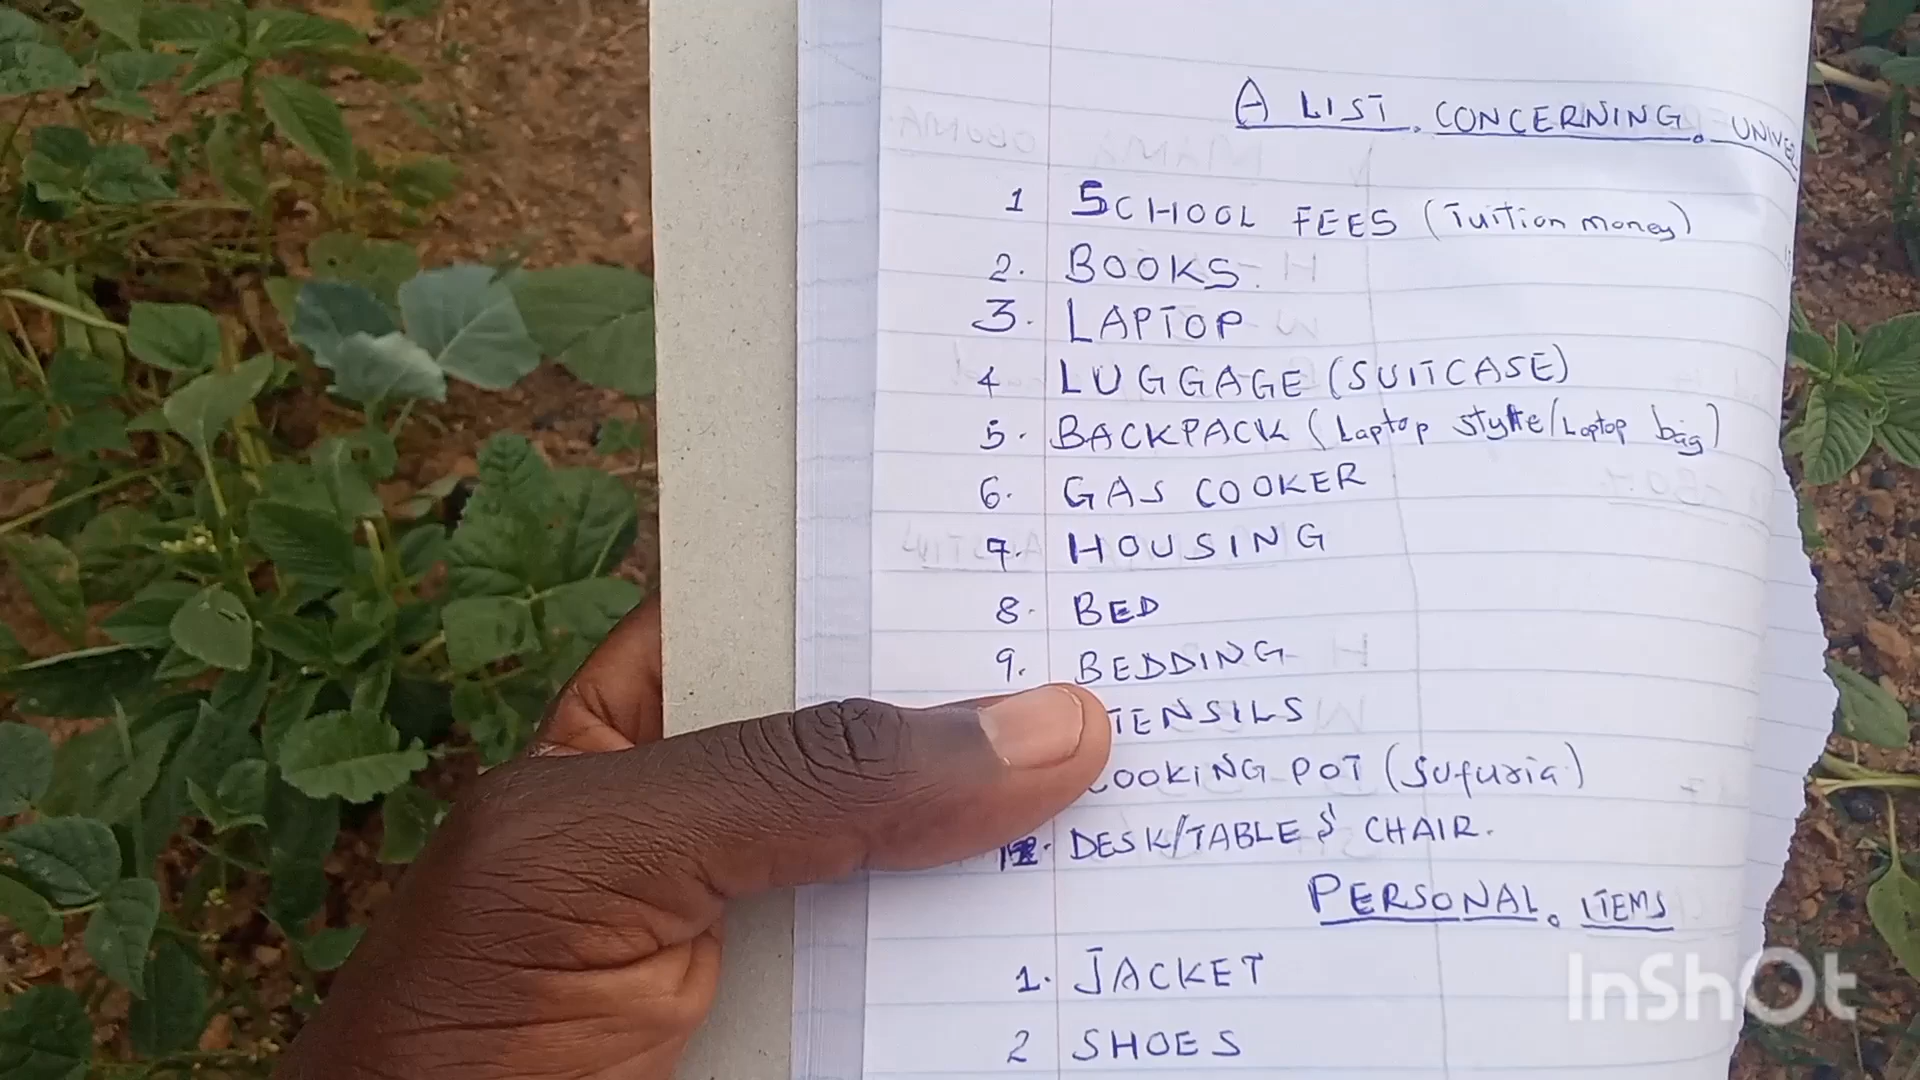 A LIST. CONCERNING. UNIVE
1 SCHOOL FEES (Tuition money)
2. BOOKS.
3. LAPTOP
4 LUGGAGE (SUITCASE)
5. BACKPACK (Laptop style/Laptop bag)
6. GAS COOKER
7. HOUSING
8. BED
9. BEDDING
TENSILS
COOKING POT (Sufuria)
12. DESK/TABLE & CHAIR.
PERSONAL. ITEMS
1. JACKET
2 SHOES
InShOt